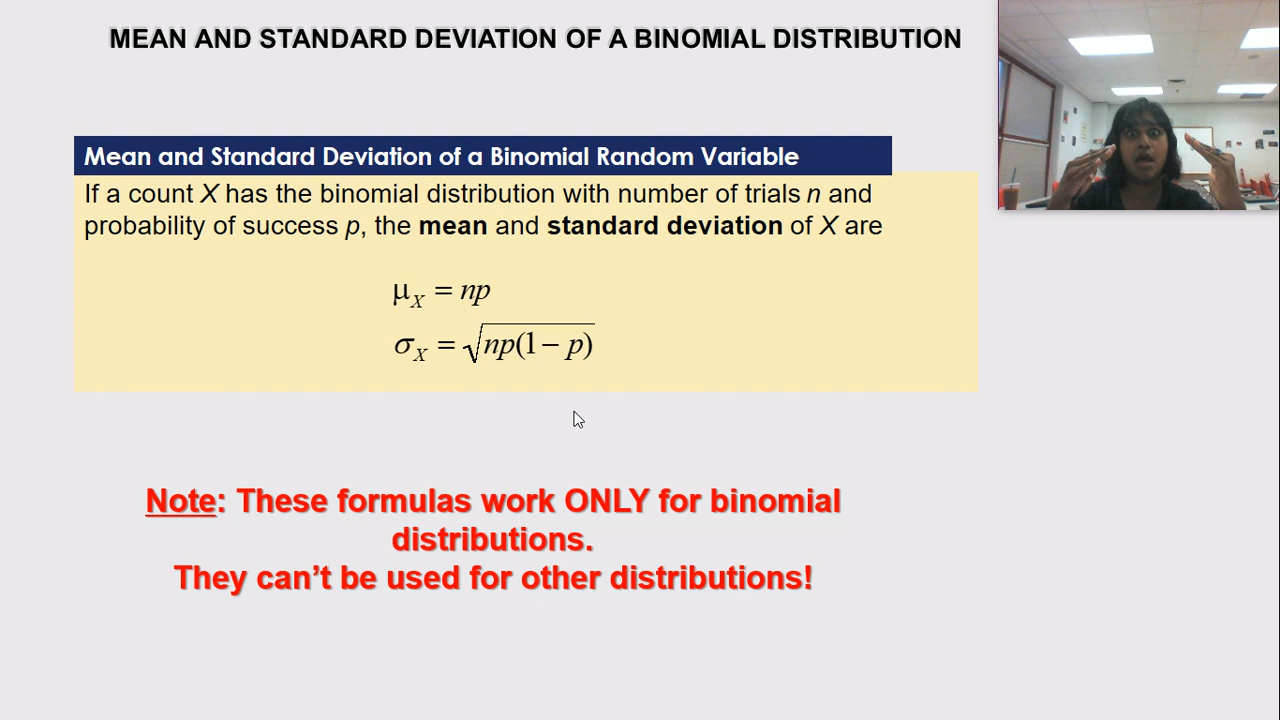 MEAN AND STANDARD DEVIATION OF A BINOMIAL DISTRIBUTION
Mean and Standard Deviation of a Binomial Random Variable
If a count X has the binomial distribution with number of trials n and
probability of success p, the mean and standard deviation of X are
μ_X = np
σ_X = √np(1 − p)
Note: These formulas work ONLY for binomial
distributions.
They can’t be used for other distributions!